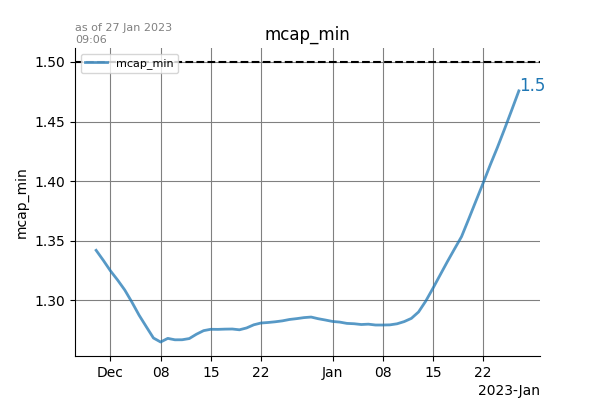 as of 27 Jan 2023
09:06
mcap_min
mcap_min
1.5
mcap_min
1.50
1.45
1.40
1.35
1.30
Dec 08 15 22 Jan 08 15 22
2023-Jan